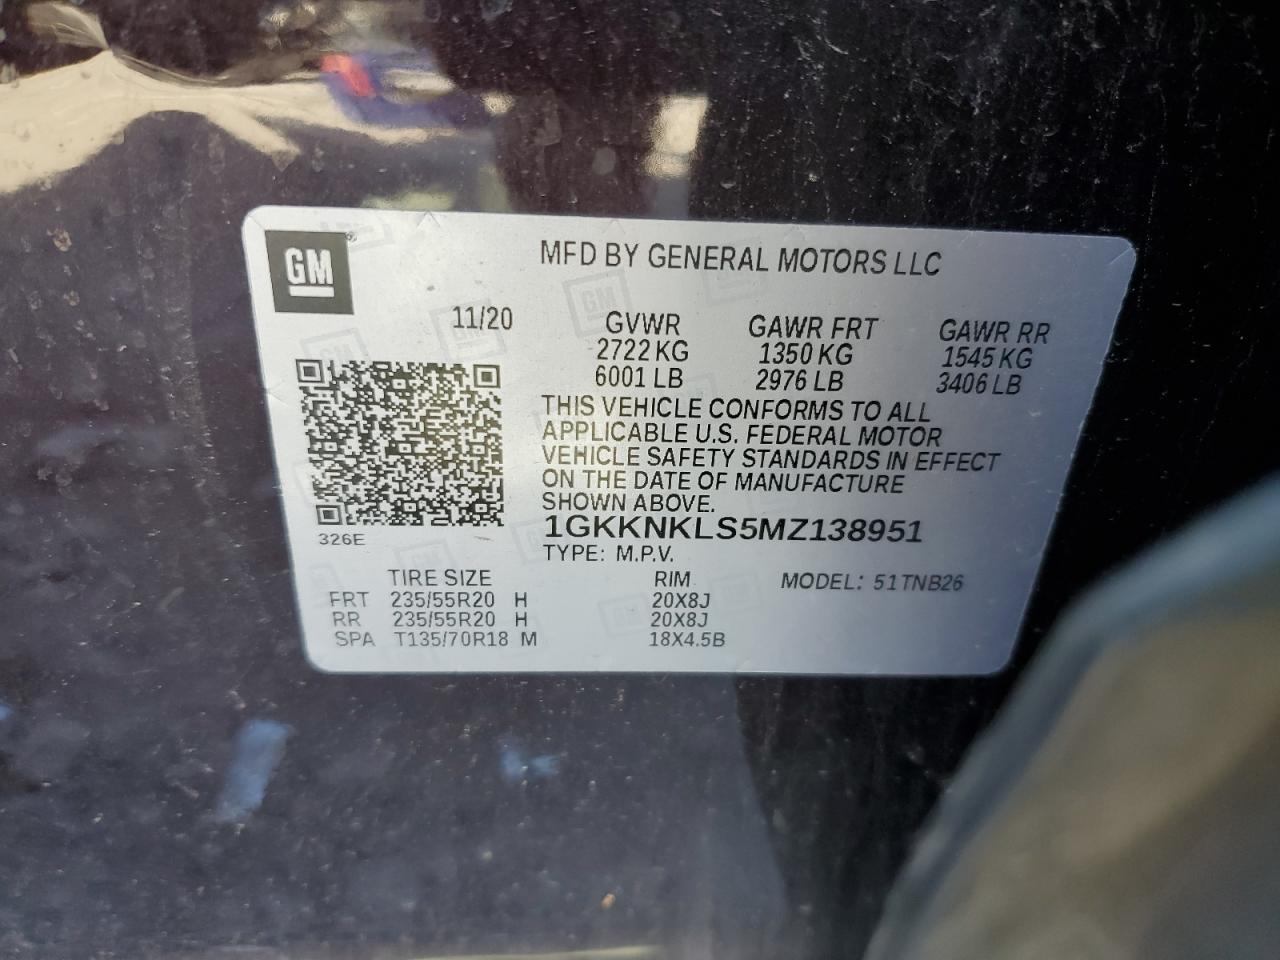 GM
MFD BY GENERAL MOTORS LLC
11/20 GVWR GAWR FRT GAWR RR
2722 KG 1350 KG 1545 KG
6001 LB 2976 LB 3406 LB
THIS VEHICLE CONFORMS TO ALL
APPLICABLE U.S. FEDERAL MOTOR
VEHICLE SAFETY STANDARDS IN EFFECT
ON THE DATE OF MANUFACTURE
SHOWN ABOVE.
1GKKNKLS5MZ138951
326E
TYPE: M.P.V.
TIRE SIZE RIM MODEL: 51TNB26
FRT 235/55R20 H 20X8J
RR 235/55R20 H 20X8J
SPA T135/70R18 M 18X4.5B